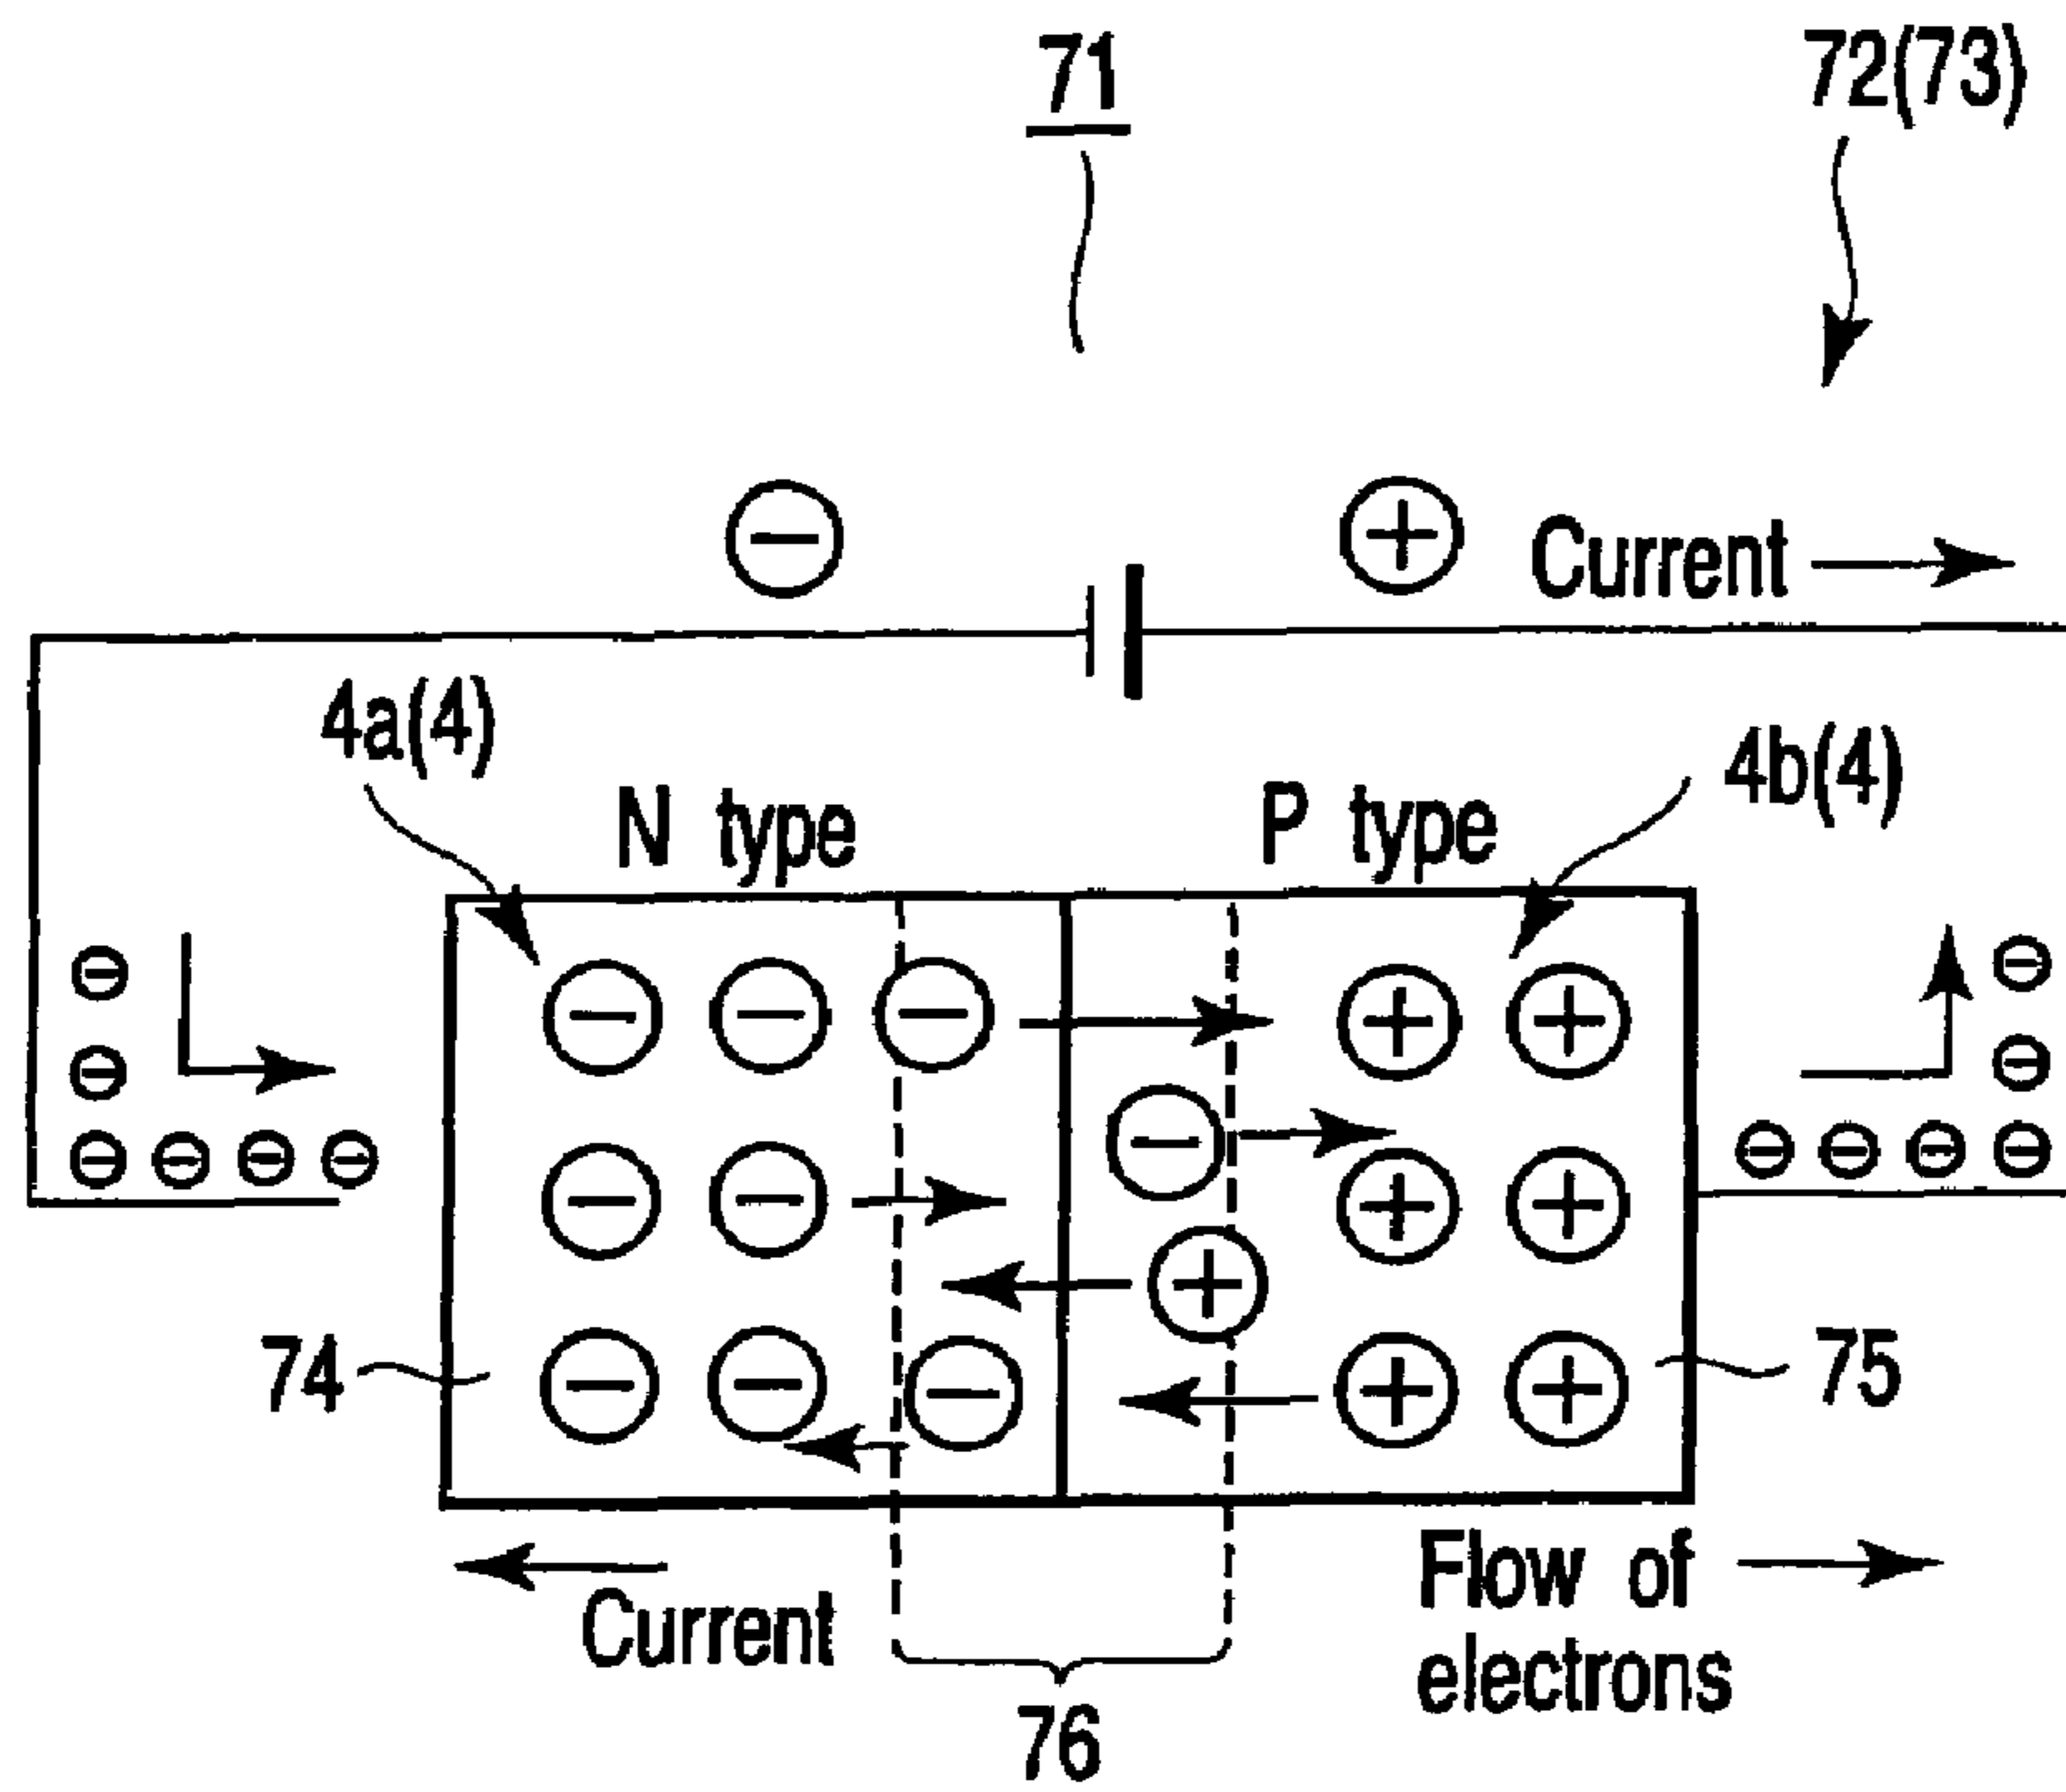 71
72(73)
Current
4a(4)
4b(4)
N type
P type
74
75
Current
Flow of
electrons
76